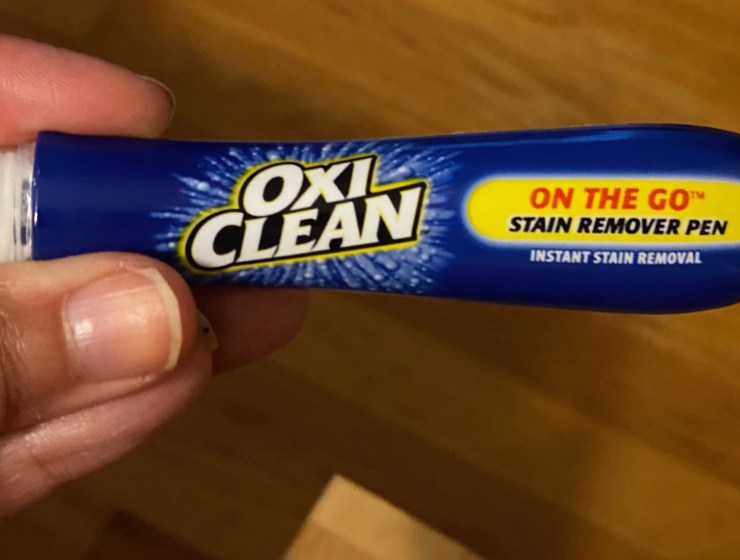 OXI
CLEAN
ON THE GO™
STAIN REMOVER PEN
INSTANT STAIN REMOVAL